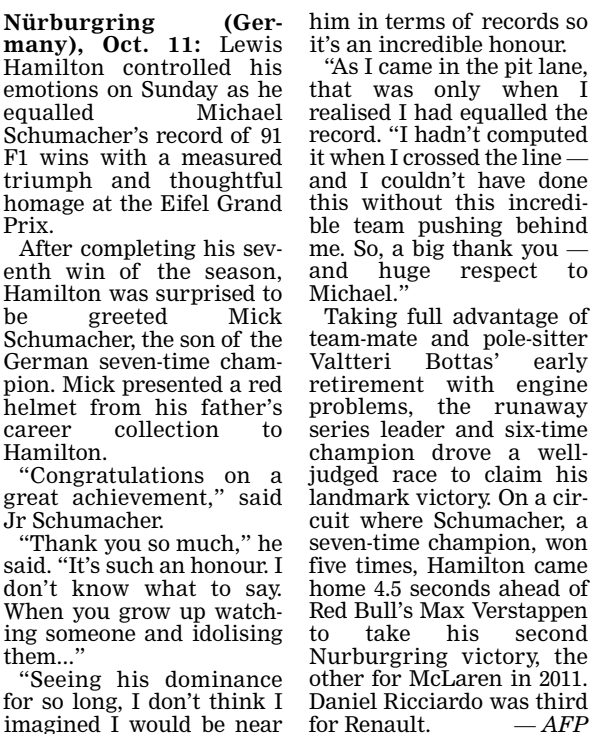 Nürburgring (Ger-
many), Oct. 11: Lewis
Hamilton controlled his
emotions on Sunday as he
equalled Michael
Schumacher's record of 91
F1 wins with a measured
triumph and thoughtful
homage at the Eifel Grand
Prix.
After completing his sev-
enth win of the season,
Hamilton was surprised to
be greeted Mick
Schumacher, the son of the
German seven-time cham-
pion. Mick presented a red
helmet from his father's
career collection to
Hamilton.
“Congratulations on a
great achievement,” said
Jr Schumacher.
“Thank you so much,” he
said. “It's such an honour. I
don't know what to say.
When you grow up watch-
ing someone and idolising
them...”
“Seeing his dominance
for so long, I don't think I
imagined I would be near
him in terms of records so
it's an incredible honour.
“As I came in the pit lane,
that was only when I
realised I had equalled the
record. “I hadn't computed
it when I crossed the line —
and I couldn't have done
this without this incredi-
ble team pushing behind
me. So, a big thank you —
and huge respect to
Michael.”
Taking full advantage of
team-mate and pole-sitter
Valtteri Bottas' early
retirement with engine
problems, the runaway
series leader and six-time
champion drove a well-
judged race to claim his
landmark victory. On a cir-
cuit where Schumacher, a
seven-time champion, won
five times, Hamilton came
home 4.5 seconds ahead of
Red Bull's Max Verstappen
to take his second
Nurburgring victory, the
other for McLaren in 2011.
Daniel Ricciardo was third
for Renault. — AFP